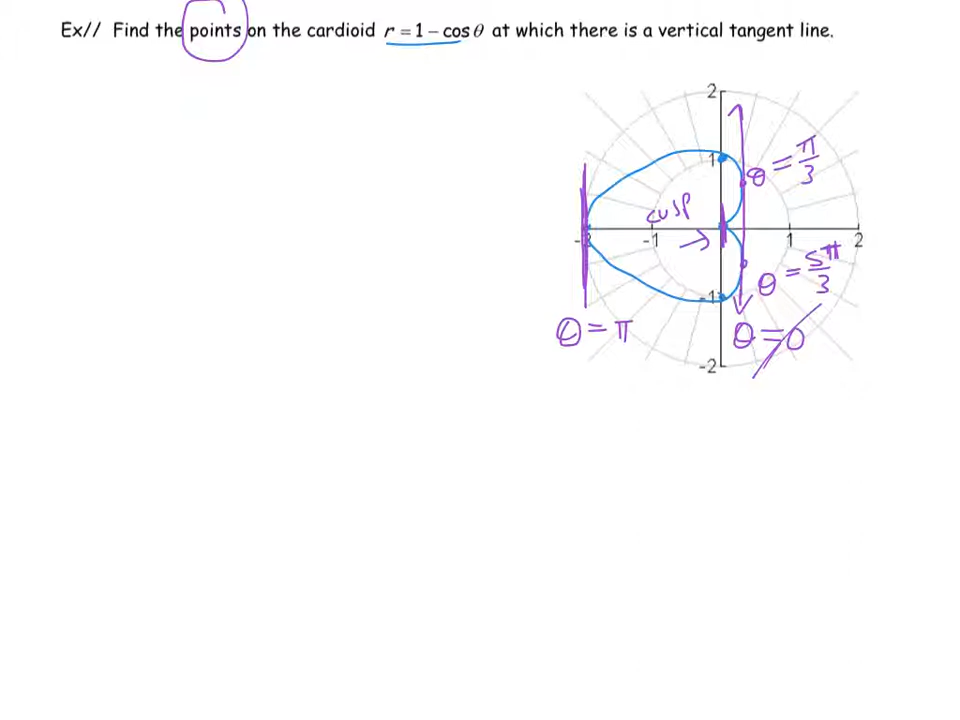 Ex// Find the points on the cardioid r = 1 − cos θ at which there is a vertical tangent line.
2
1
θ = π/3
cusp
-2 -1 1 2
θ = 5π/3
-1
θ = π
θ = 0
-2